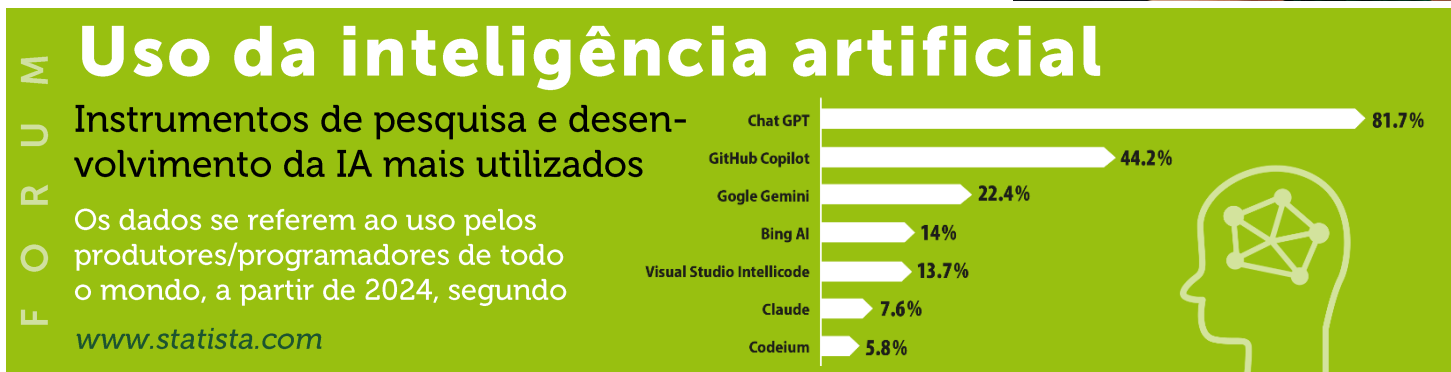 FORUM
Uso da inteligência artificial
Instrumentos de pesquisa e desen-
volvimento da IA mais utilizados
Os dados se referem ao uso pelos
produtores/programadores de todo
o mondo, a partir de 2024, segundo
www.statista.com
Chat GPT 81.7%
GitHub Copilot 44.2%
Gogle Gemini 22.4%
Bing AI 14%
Visual Studio Intellicode 13.7%
Claude 7.6%
Codeium 5.8%